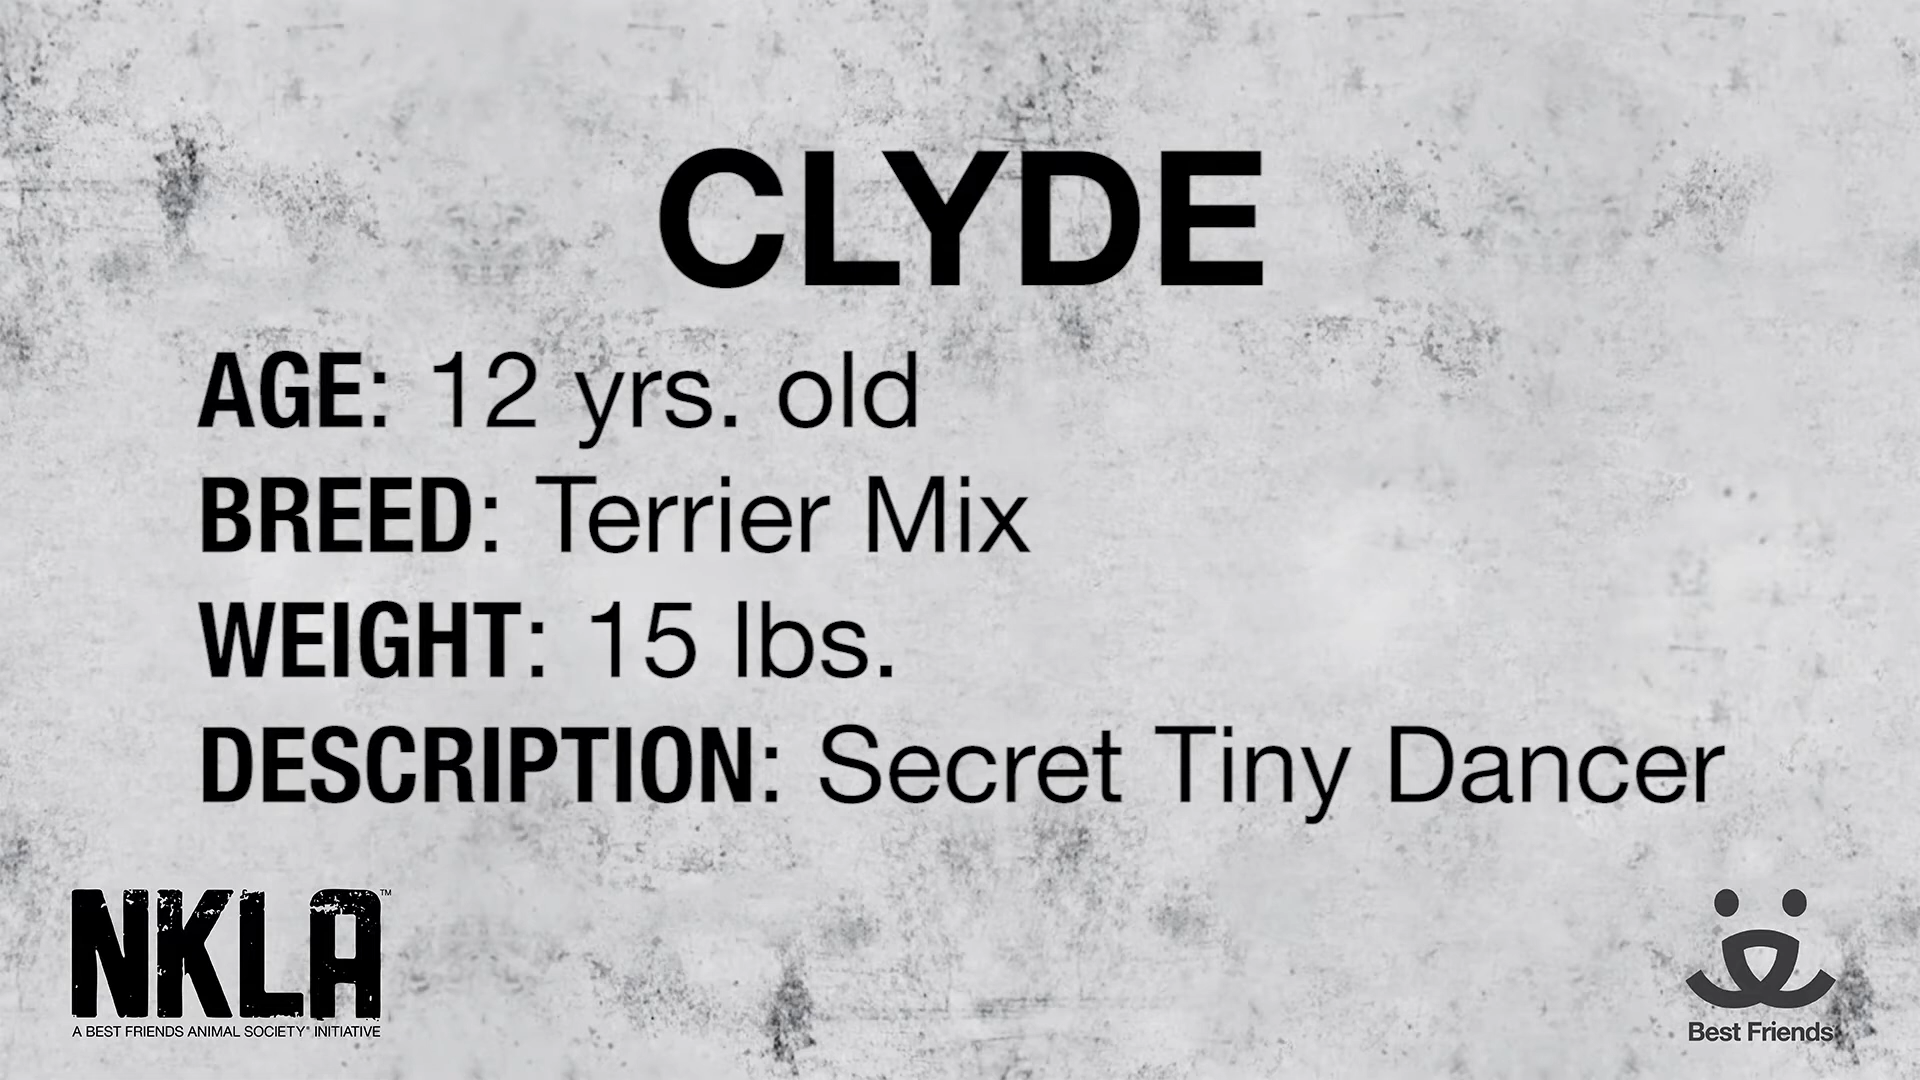 CLYDE
AGE: 12 yrs. old
BREED: Terrier Mix
WEIGHT: 15 lbs.
DESCRIPTION: Secret Tiny Dancer
NKLA™
A BEST FRIENDS ANIMAL SOCIETY® INITIATIVE
Best Friends